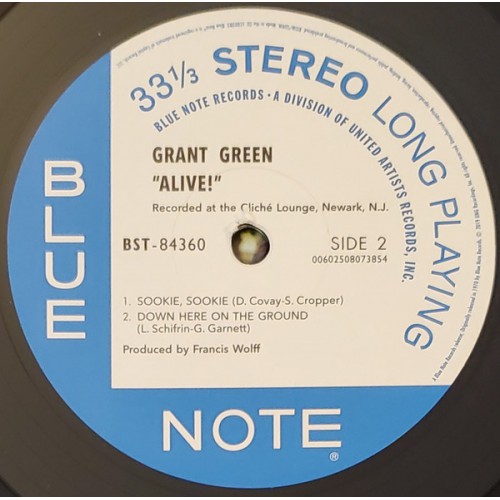 33⅓ STEREO LONG PLAYING
BLUE NOTE RECORDS • A DIVISION OF UNITED ARTISTS RECORDS, INC.
GRANT GREEN
"ALIVE!"
Recorded at the Cliché Lounge, Newark, N.J.
BST-84360
SIDE 2
00602508073854
1. SOOKIE, SOOKIE (D. Covay-S. Cropper)
2. DOWN HERE ON THE GROUND
(L. Schifrin-G. Garnett)
Produced by Francis Wolff
BLUE
NOTE
®